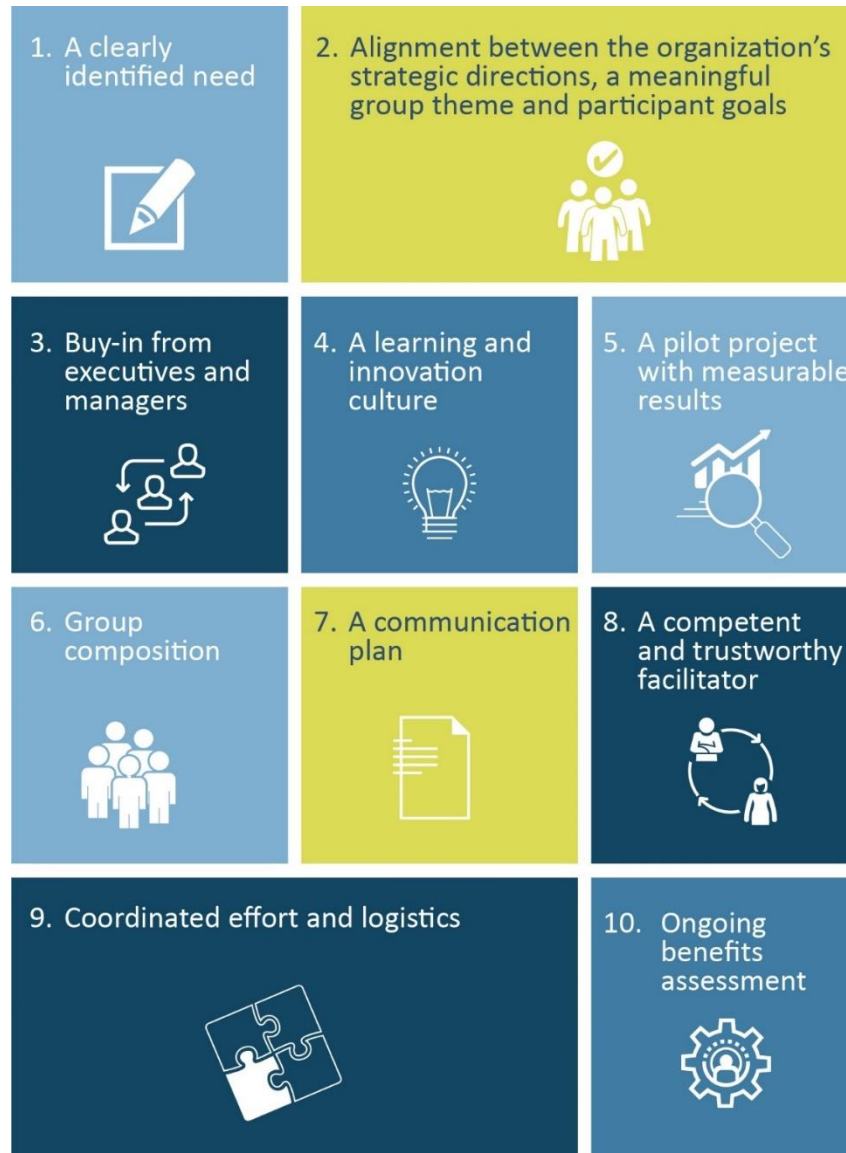 1. A clearly
identified need
2. Alignment between the organization's
strategic directions, a meaningful
group theme and participant goals
3. Buy-in from
executives and
managers
4. A learning and
innovation
culture
5. A pilot project
with measurable
results
6. Group
composition
7. A communication
plan
8. A competent
and trustworthy
facilitator
9. Coordinated effort and logistics
10. Ongoing
benefits
assessment